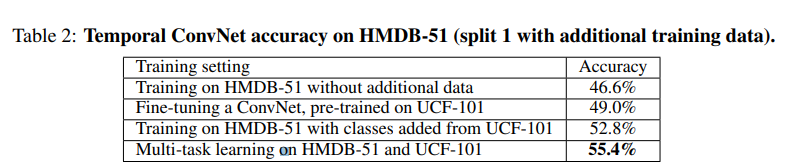 Table 2: Temporal ConvNet accuracy on HMDB-51 (split 1 with additional training data).
Training setting Accuracy
Training on HMDB-51 without additional data 46.6%
Fine-tuning a ConvNet, pre-trained on UCF-101 49.0%
Training on HMDB-51 with classes added from UCF-101 52.8%
Multi-task learning on HMDB-51 and UCF-101 55.4%